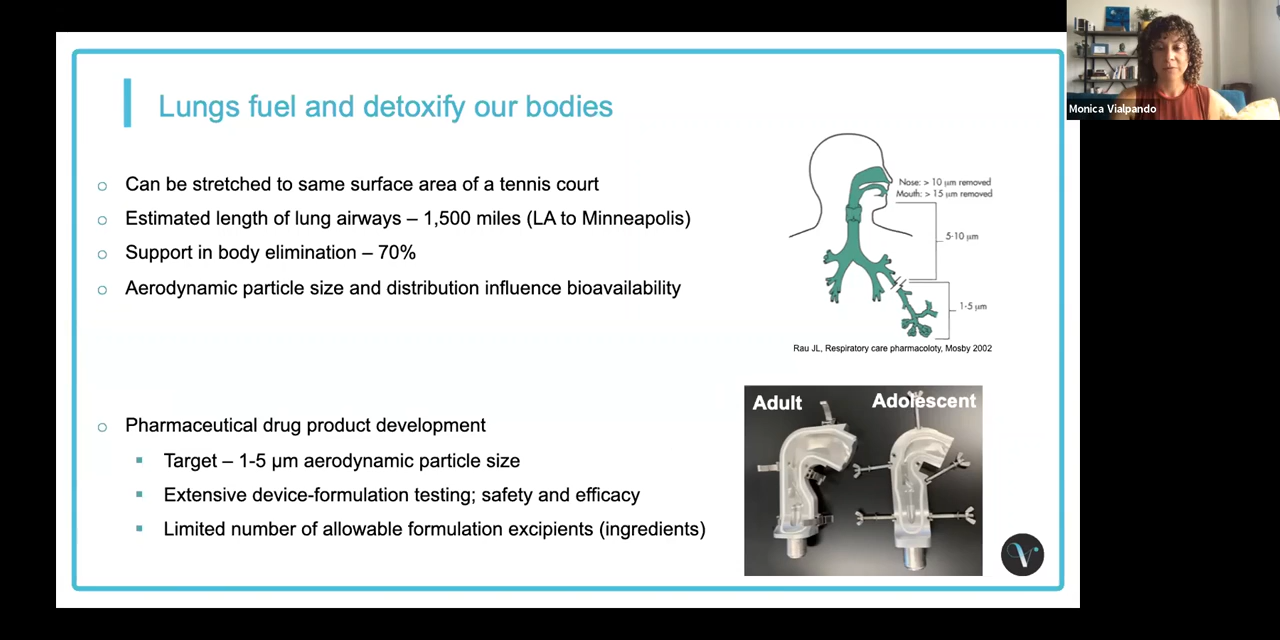 Lungs fuel and detoxify our bodies
Can be stretched to same surface area of a tennis court
Estimated length of lung airways – 1,500 miles (LA to Minneapolis)
Support in body elimination – 70%
Aerodynamic particle size and distribution influence bioavailability
Nose: > 10 μm removed
Mouth: > 15 μm removed
5-10 μm
1-5 μm
Rau JL, Respiratory care pharmacoloty, Mosby 2002
Pharmaceutical drug product development
Target – 1-5 μm aerodynamic particle size
Extensive device-formulation testing; safety and efficacy
Limited number of allowable formulation excipients (ingredients)
Adult
Adolescent
V
Monica Vialpando